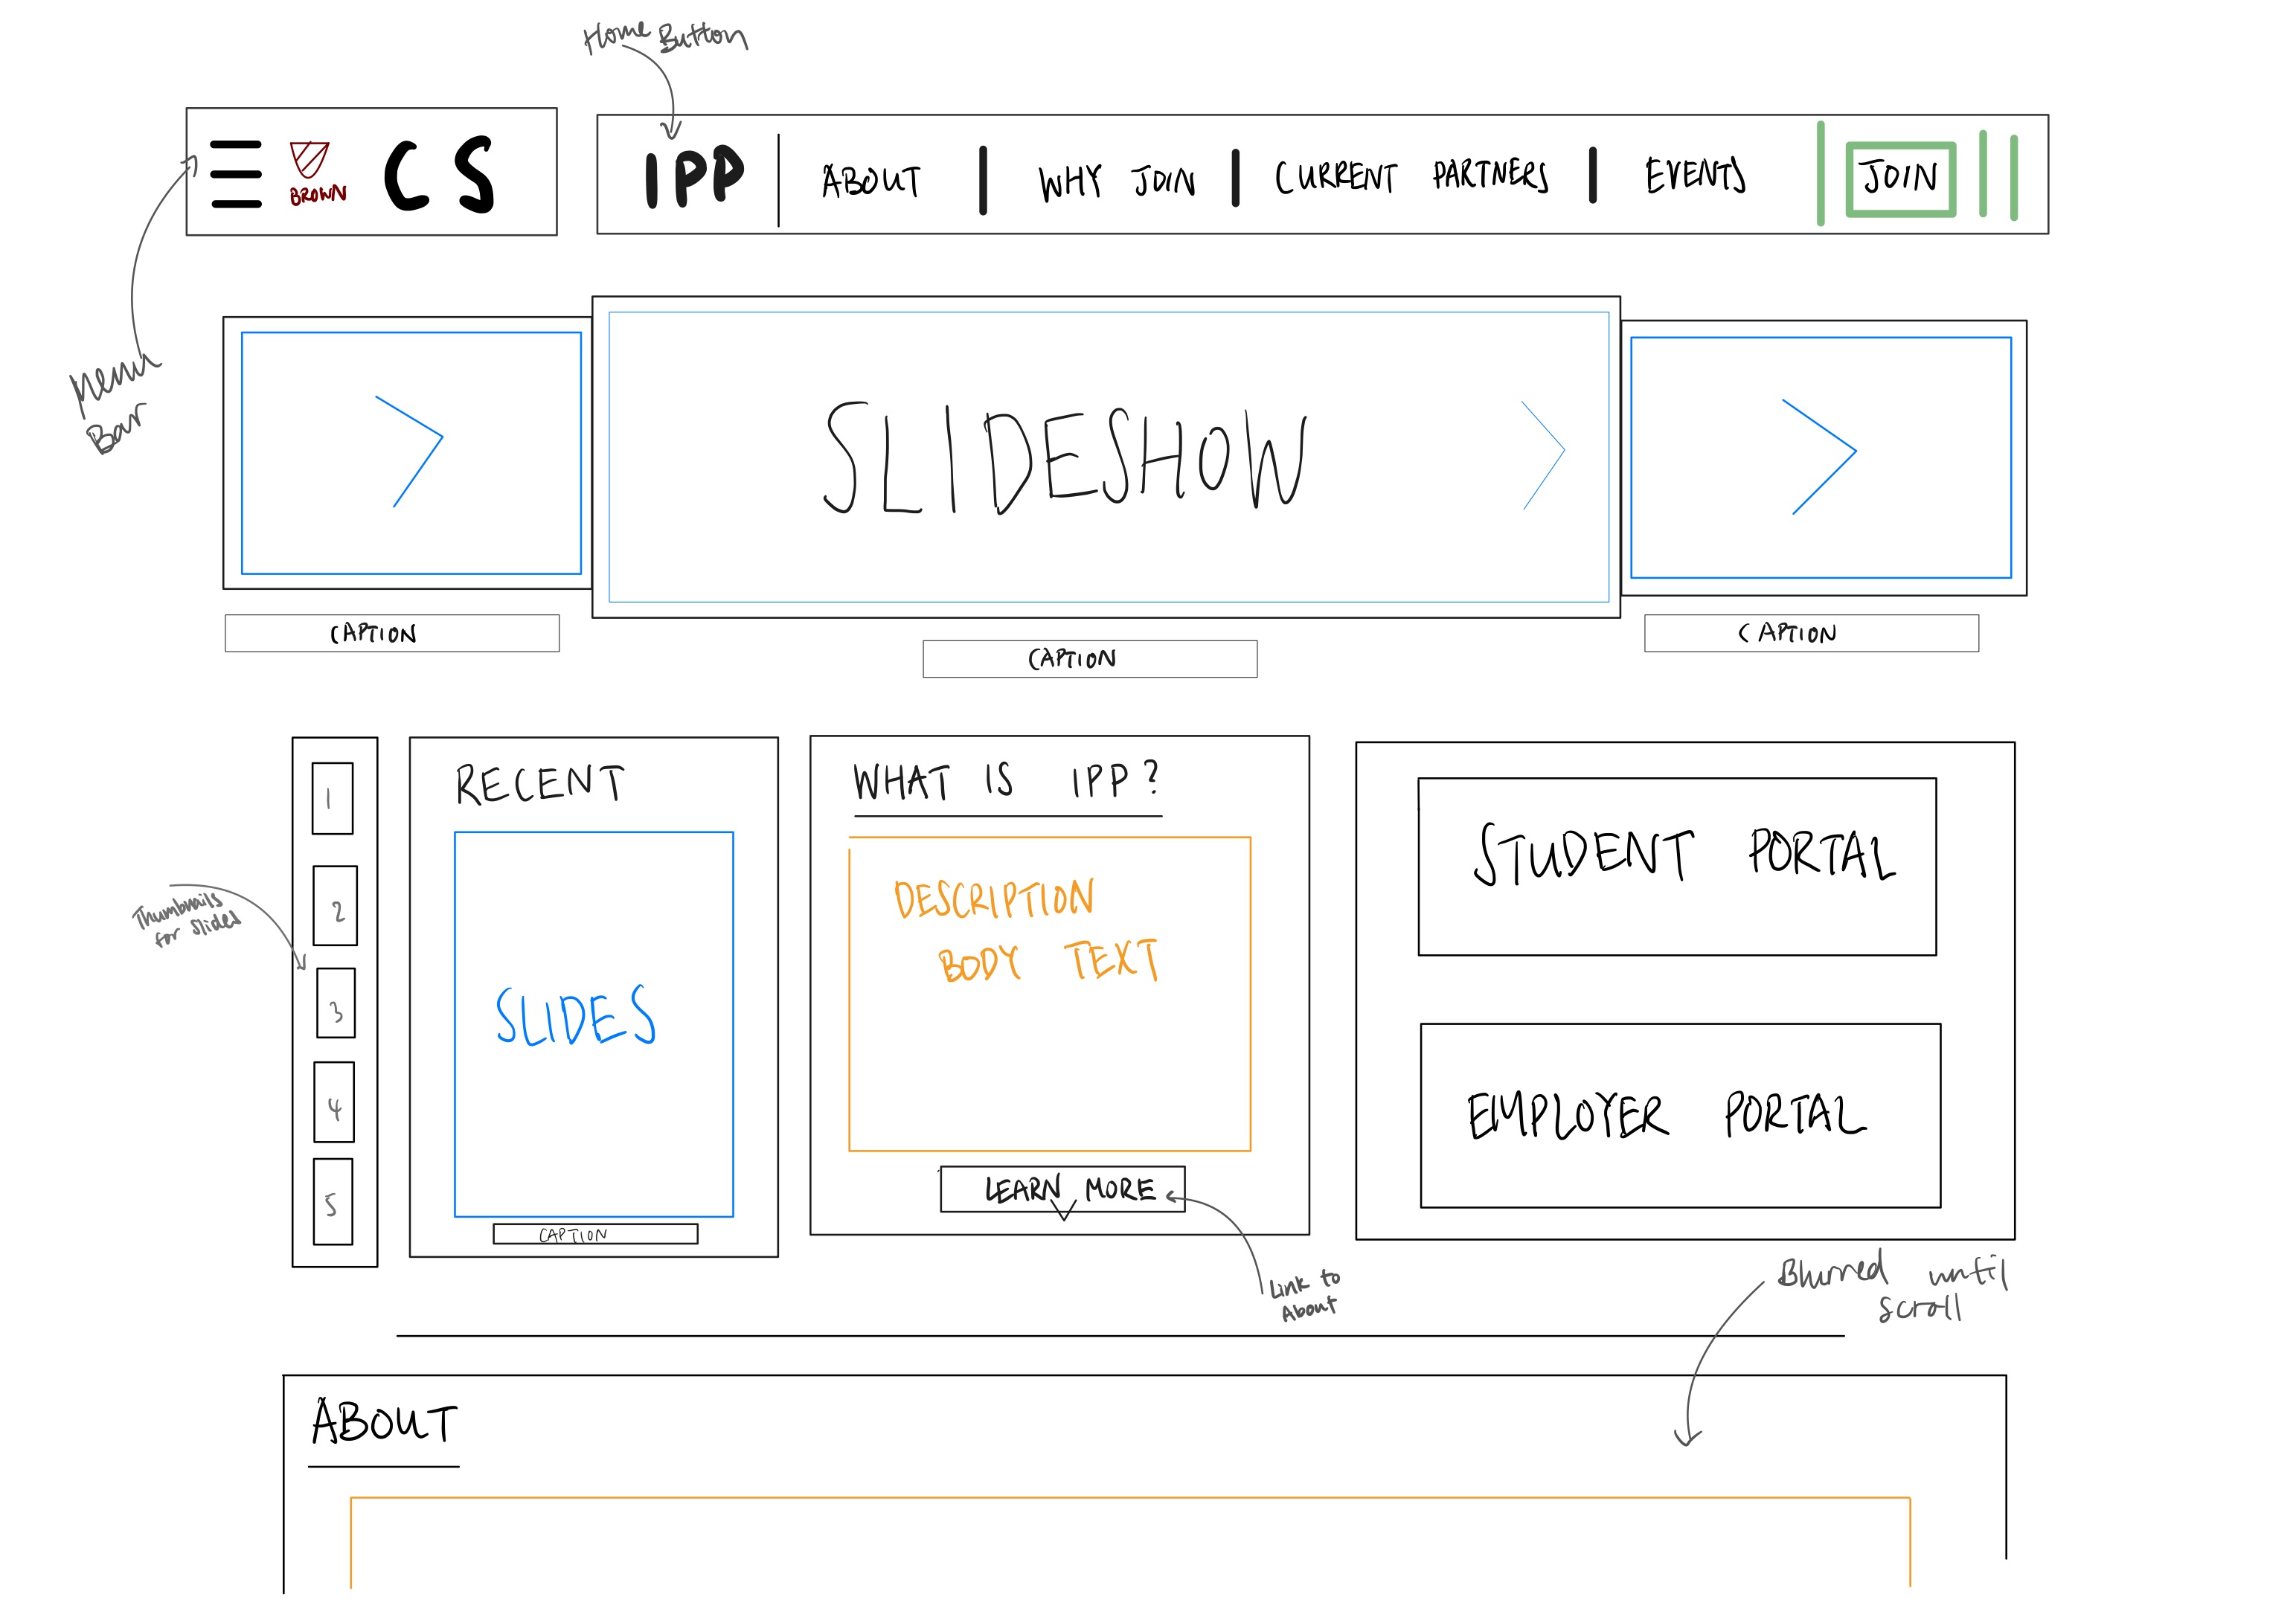 Home Button
BROWN
CS
IPP
ABOUT
WHY JOIN
CURRENT PARTNERS
EVENTS
JOIN
Menu
Bar
SLIDESHOW
CAPTION
CAPTION
CAPTION
1
2
3
4
5
Thumbnails
for slides
RECENT
SLIDES
CAPTION
WHAT IS IPP?
DESCRIPTION
BODY TEXT
LEARN MORE
Link to
About
STUDENT PORTAL
EMPLOYER PORTAL
Blurred until
scroll
ABOUT